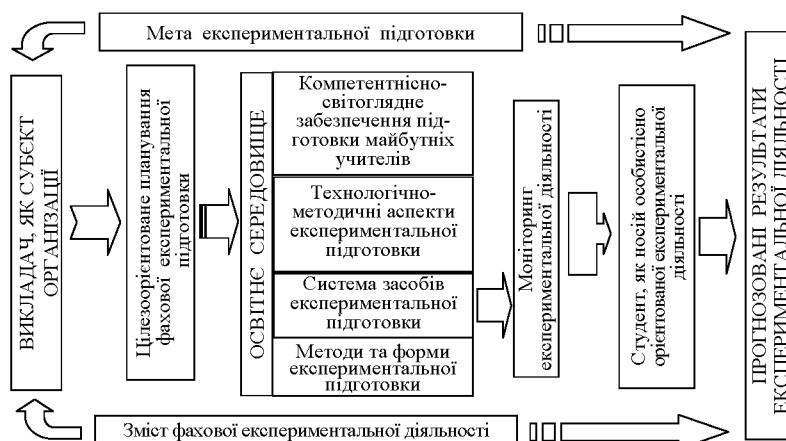 Мета експериментальної підготовки
ВИКЛАДАЧ, ЯК СУБЄКТ
ОРГАНІЗАЦІЇ
Цілезоорієнтоване планування
фахової експериментальної
підготовки
ОСВІТНЄ СЕРЕДОВИЩЕ
Компетентнісно-
світоглядне
забезпечення під-
готовки майбутніх
учителів
Технологічно-
методичні аспекти
експериментальної
підготовки
Система засобів
експериментальної
підготовки
Методи та форми
експериментальної
підготовки
Моніторинг
експериментальної діяльності
Студент, як носій особистісно
орієнтованої експериментальної
діяльності
ПРОГНОЗОВАНІ РЕЗУЛЬТАТИ
ЕКСПЕРИМЕНТАЛЬНОЇ ДІЯЛЬНОСТІ
Зміст фахової експериментальної діяльності